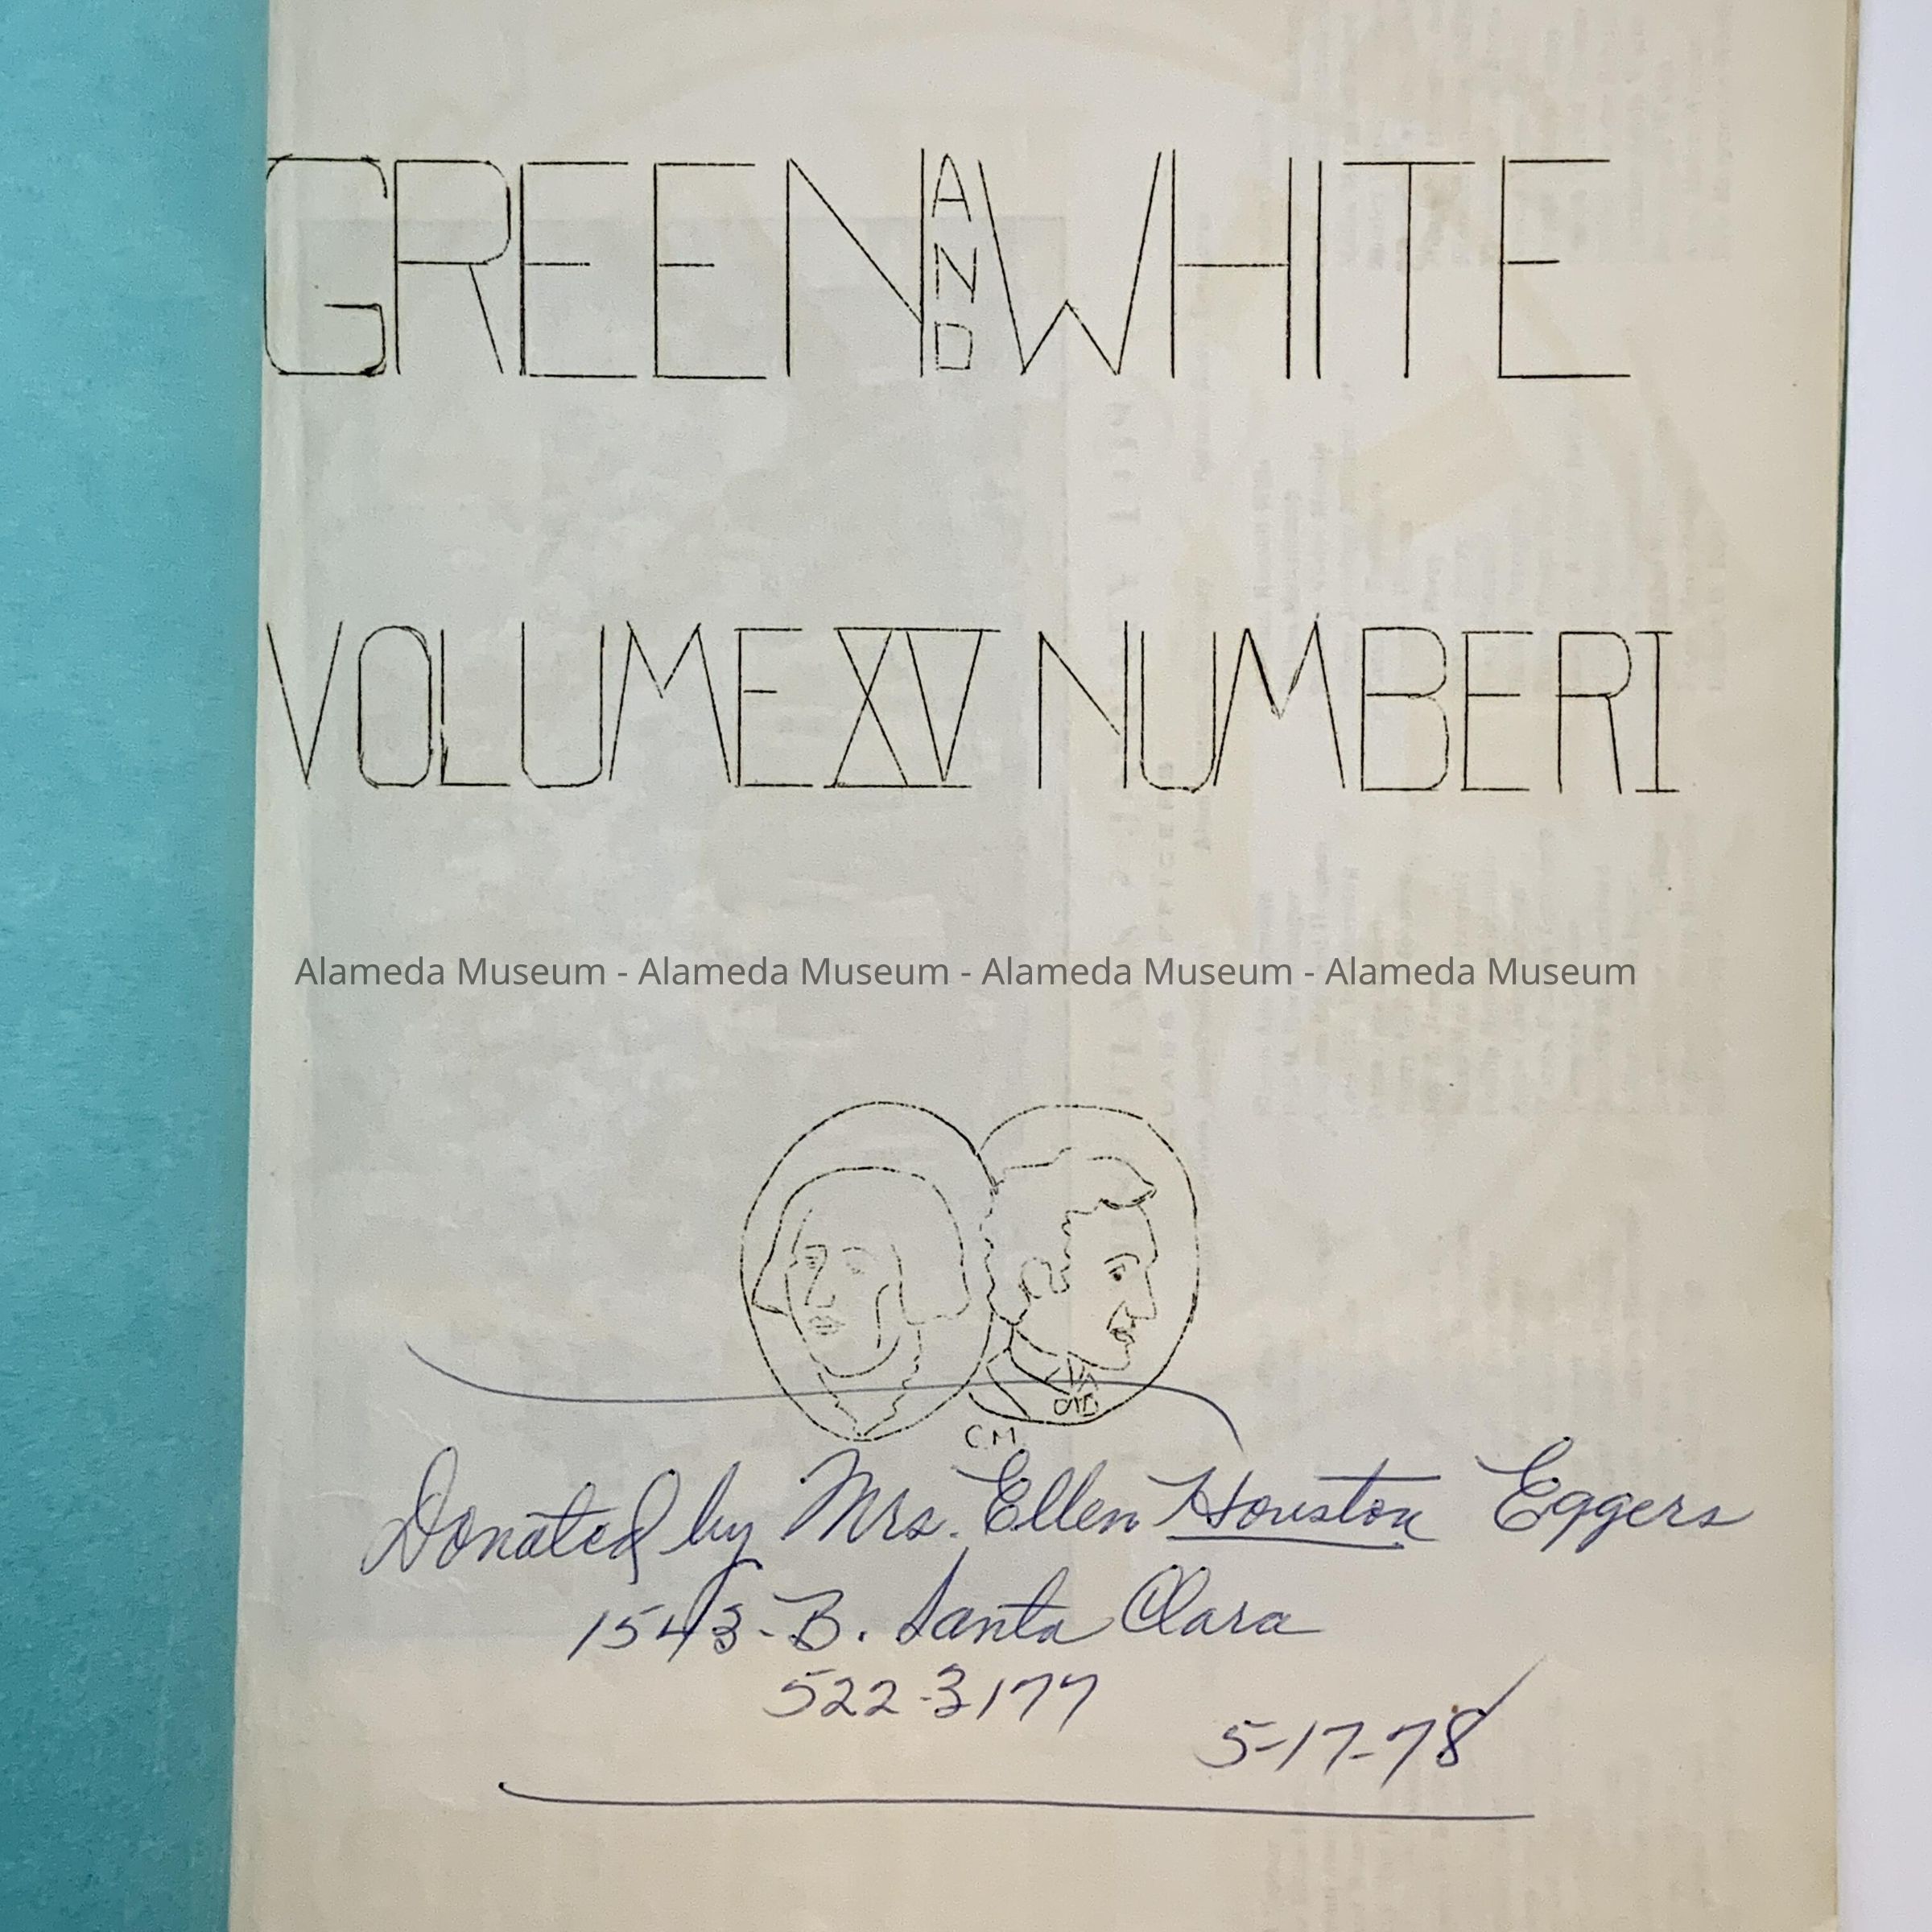 GREEN AND WHITE
VOLUME XV NUMBER I
Alameda Museum - Alameda Museum - Alameda Museum - Alameda Museum
CM
Donated by Mrs. Ellen Houston Eggers
1543-B. Santa Clara
522-3177
5-17-78